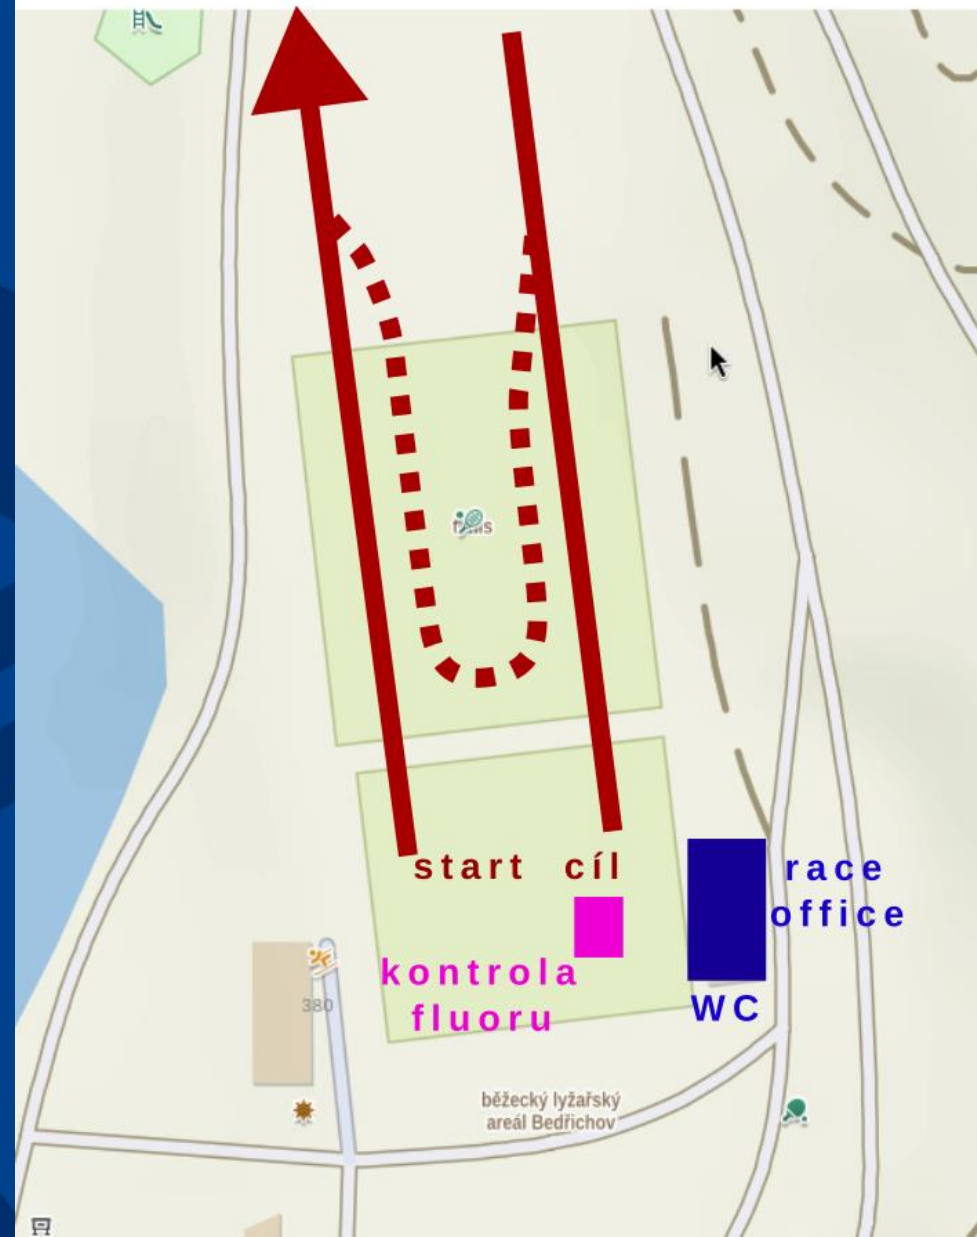 start cíl
race
office
kontrola
fluoru
WC
380
běžecký lyžařský
areál Bedřichov